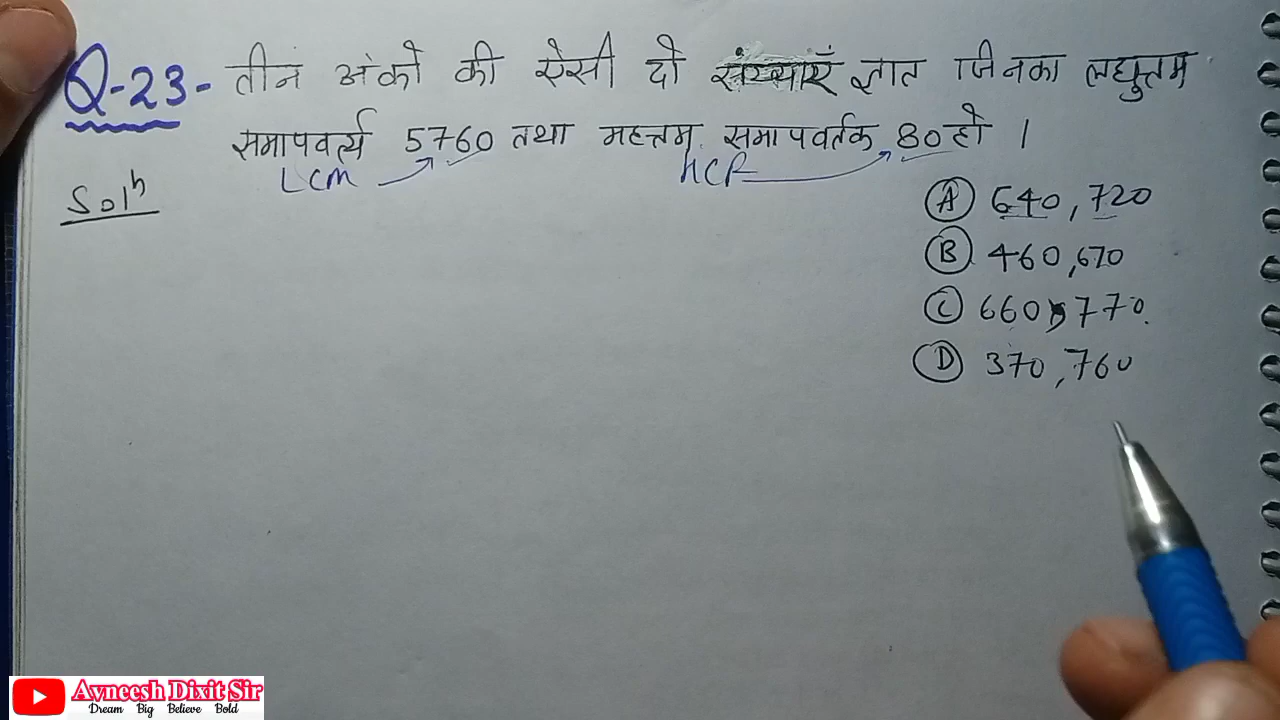 Q-23- तीन अंको की ऐसी दो संख्याएँ ज्ञात जिनका लघुत्तम
समापवर्त्य 5760 तथा महत्तम समापवर्तक 80 हो ।
LCM HCF
Solⁿ
(A) 640, 720
(B) 460, 670
(C) 660, 770.
(D) 370, 760
Avneesh Dixit Sir
Dream Big Believe Bold